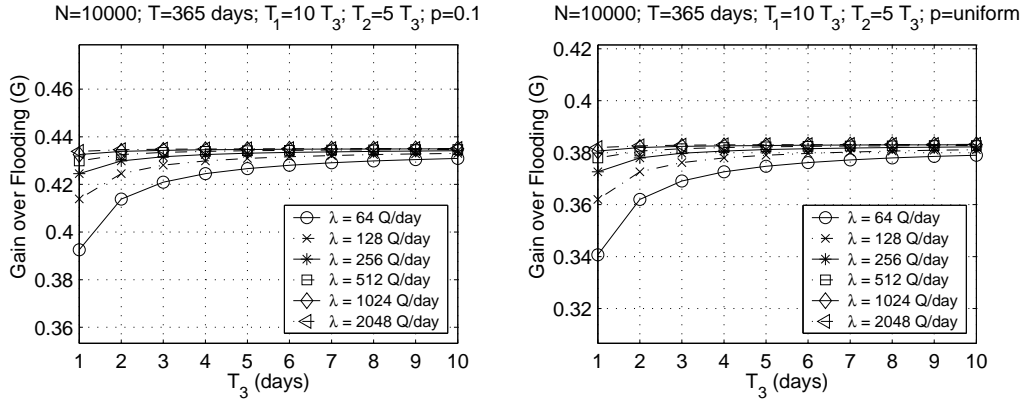 N=10000; T=365 days; T1=10 T3; T2=5 T3; p=0.1
Gain over Flooding (G)
0.46
0.44
0.42
0.4
0.38
0.36
λ = 64 Q/day
λ = 128 Q/day
λ = 256 Q/day
λ = 512 Q/day
λ = 1024 Q/day
λ = 2048 Q/day
1 2 3 4 5 6 7 8 9 10
T3 (days)
N=10000; T=365 days; T1=10 T3; T2=5 T3; p=uniform
Gain over Flooding (G)
0.42
0.4
0.38
0.36
0.34
0.32
λ = 64 Q/day
λ = 128 Q/day
λ = 256 Q/day
λ = 512 Q/day
λ = 1024 Q/day
λ = 2048 Q/day
1 2 3 4 5 6 7 8 9 10
T3 (days)